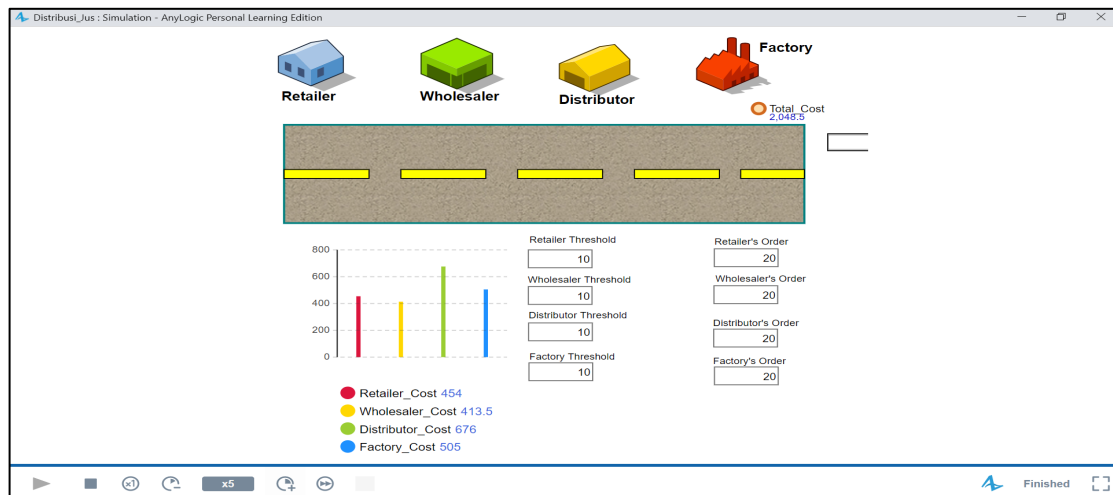 Distribusi_Jus : Simulation - AnyLogic Personal Learning Edition
Factory
Retailer
Wholesaler
Distributor
Total_Cost
2,048.5
Retailer Threshold
10
Retailer's Order
20
Wholesaler Threshold
10
Wholesaler's Order
20
Distributor Threshold
10
Distributor's Order
20
Factory Threshold
10
Factory's Order
20
800
600
400
200
0
Retailer_Cost 454
Wholesaler_Cost 413.5
Distributor_Cost 676
Factory_Cost 505
x1
x5
Finished